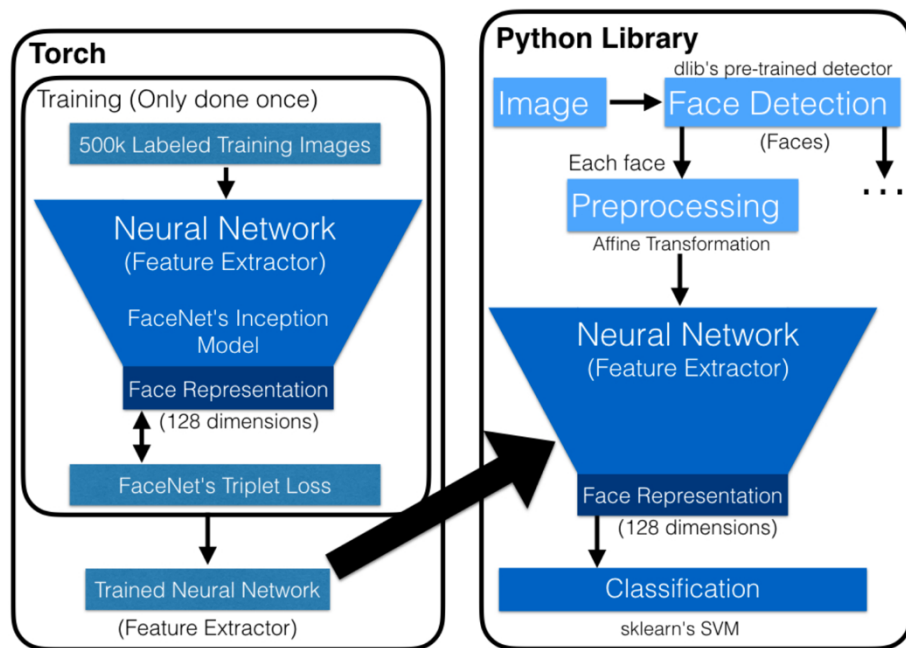 Torch
Training (Only done once)
500k Labeled Training Images
Neural Network
(Feature Extractor)
FaceNet's Inception
Model
Face Representation
(128 dimensions)
FaceNet's Triplet Loss
Trained Neural Network
(Feature Extractor)
Python Library
dlib's pre-trained detector
Image
Face Detection
(Faces)
Each face
...
Preprocessing
Affine Transformation
Neural Network
(Feature Extractor)
Face Representation
(128 dimensions)
Classification
sklearn's SVM